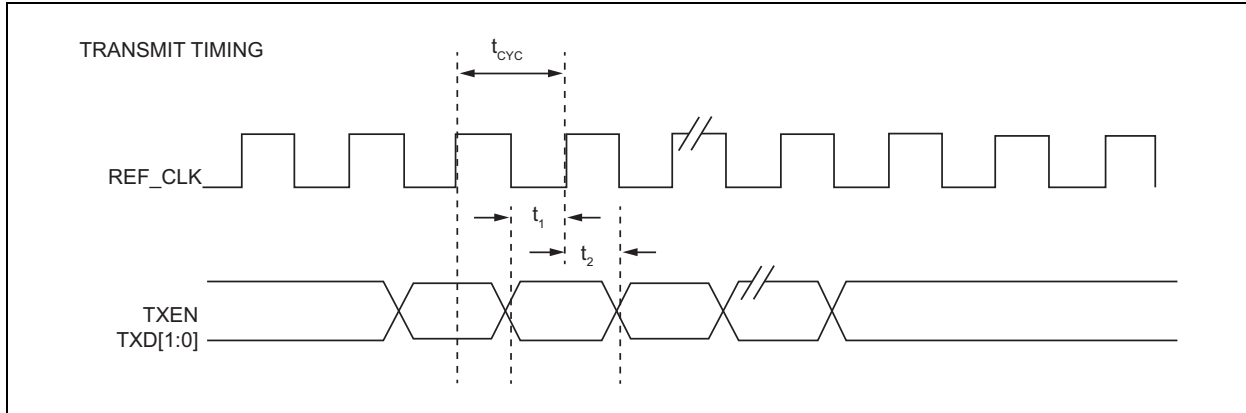 TRANSMIT TIMING
tCYC
REF_CLK
t1
t2
TXEN
TXD[1:0]